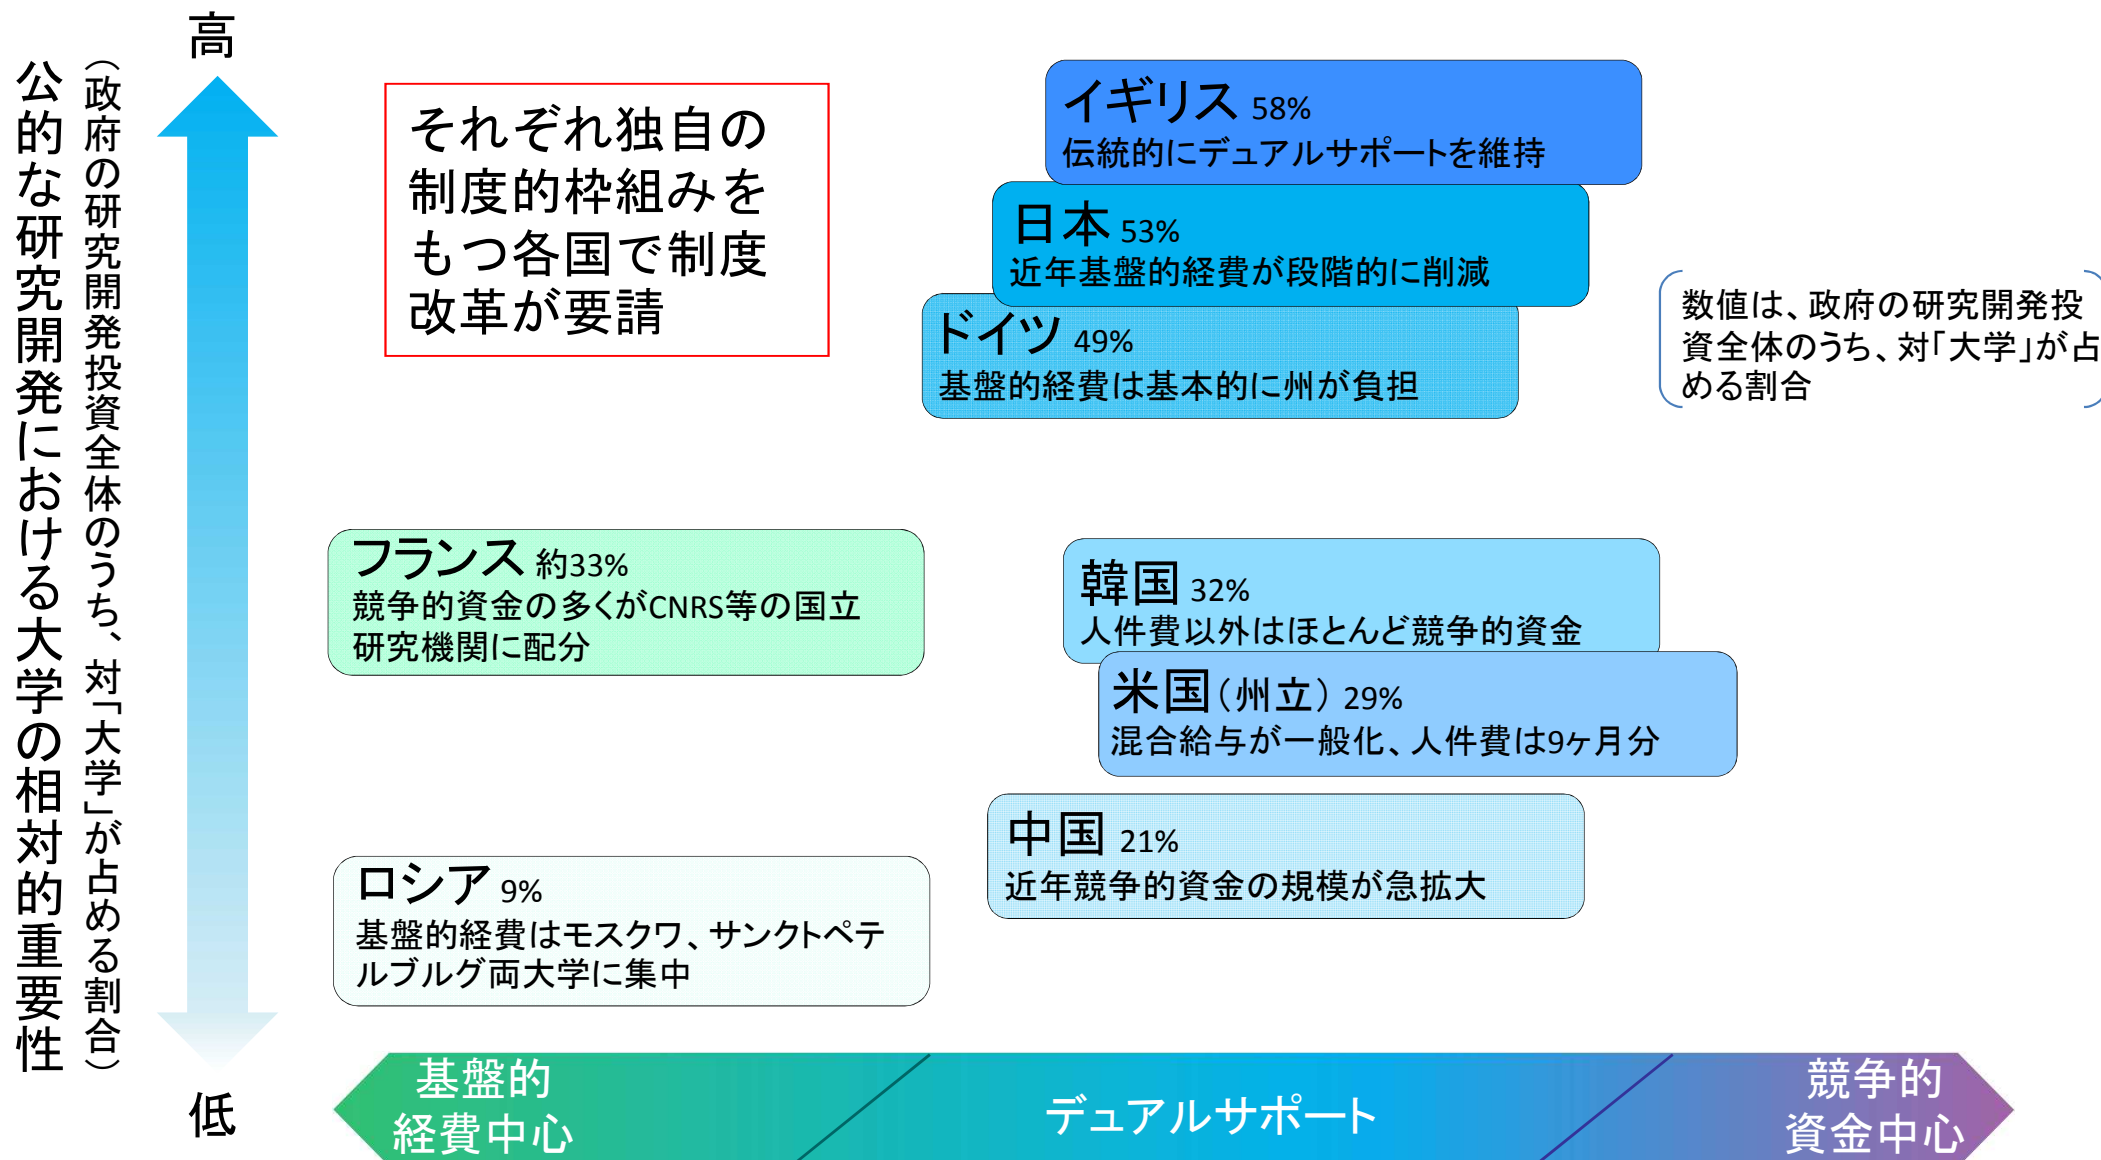 高
公的な研究開発における大学の相対的重要性
（政府の研究開発投資全体のうち、対「大学」が占める割合）
低
それぞれ独自の
制度的枠組みを
もつ各国で制度
改革が要請
イギリス 58%
伝統的にデュアルサポートを維持
日本 53%
近年基盤的経費が段階的に削減
ドイツ 49%
基盤的経費は基本的に州が負担
数値は、政府の研究開発投
資全体のうち、対「大学」が占
める割合
フランス 約33%
競争的資金の多くがCNRS等の国立
研究機関に配分
韓国 32%
人件費以外はほとんど競争的資金
米国（州立） 29%
混合給与が一般化、人件費は9ヶ月分
中国 21%
近年競争的資金の規模が急拡大
ロシア 9%
基盤的経費はモスクワ、サンクトペテ
ルブルグ両大学に集中
基盤的
経費中心
デュアルサポート
競争的
資金中心